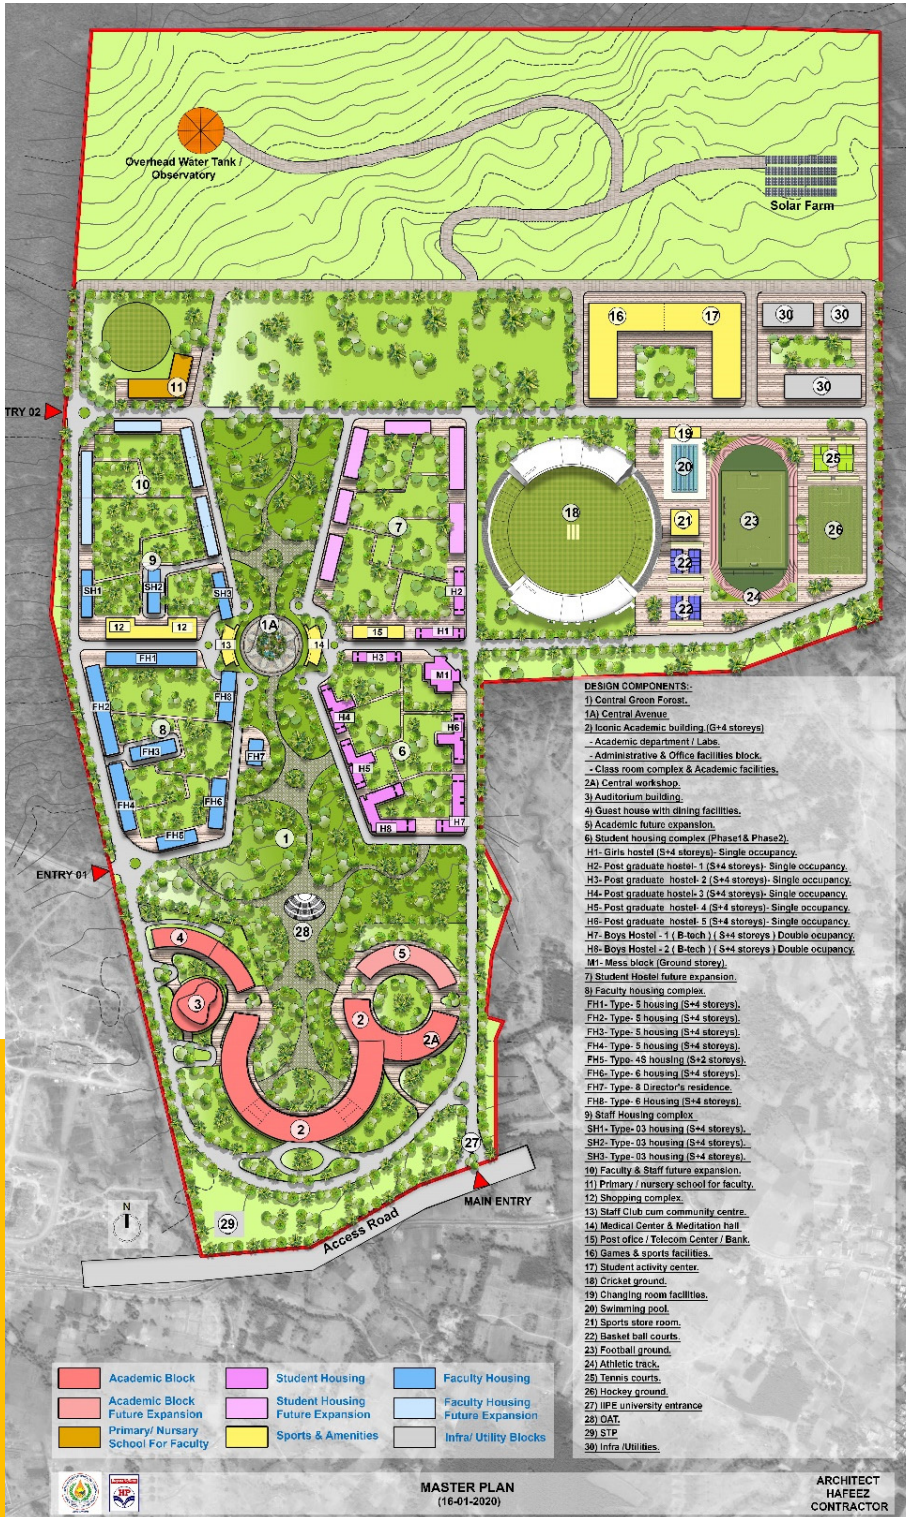 Overhead Water Tank /
Observatory
Solar Farm
16
17
30
30
30
11
TRY 02
19
20
25
10
7
18
21
23
26
9
22
SH1
SH2
SH3
H2
22
24
12
12
1A
13
14
15
H1
FH1
H3
M1
FH2
FH8
H4
H6
8
FH3
FH7
6
H5
FH4
FH6
FH5
H8
H7
1
ENTRY 01
28
4
5
3
2
2A
2
27
MAIN ENTRY
N
29
Access Road
DESIGN COMPONENTS:-
1) Central Green Forest.
1A) Central Avenue
2) Iconic Academic building (G+4 storeys)
- Academic department / Labs.
- Administrative & Office facilities block.
- Class room complex & Academic facilities.
2A) Central workshop.
3) Auditorium building.
4) Guest house with dining facilities.
5) Academic future expansion.
6) Student housing complex (Phase1& Phase2).
H1- Girls hostel (S+4 storeys)- Single occupancy.
H2- Post graduate hostel- 1 (S+4 storeys)- Single occupancy.
H3- Post graduate hostel- 2 (S+4 storeys)- Single occupancy.
H4- Post graduate hostel- 3 (S+4 storeys)- Single occupancy.
H5- Post graduate hostel- 4 (S+4 storeys)- Single occupancy.
H6- Post graduate hostel- 5 (S+4 storeys)- Single occupancy.
H7- Boys Hostel - 1 ( B-tech ) ( S+4 storeys ) Double occupancy.
H8- Boys Hostel - 2 ( B-tech ) ( S+4 storeys ) Double ocupancy.
M1- Mess block (Ground storey).
7) Student Hostel future expansion.
8) Faculty housing complex.
FH1- Type- 5 housing (S+4 storeys).
FH2- Type- 5 housing (S+4 storeys).
FH3- Type- 5 housing (S+4 storeys).
FH4- Type- 5 housing (S+4 storeys).
FH5- Type- 4S housing (S+2 storeys).
FH6- Type- 6 housing (S+4 storeys).
FH7- Type- 8 Director's residence.
FH8- Type- 6 Housing (S+4 storeys).
9) Staff Housing complex
SH1- Type- 03 housing (S+4 storeys).
SH2- Type- 03 housing (S+4 storeys).
SH3- Type- 03 housing (S+4 storeys).
10) Faculty & Staff future expansion.
11) Primary / nursery school for faculty.
12) Shopping complex.
13) Staff Club cum community centre.
14) Medical Center & Meditation hall
15) Post ofice / Telecom Center / Bank.
16) Games & sports facilities.
17) Student activity center.
18) Cricket ground.
19) Changing room facilities.
20) Swimming pool.
21) Sports store room.
22) Basket ball courts.
23) Football ground.
24) Athletic track.
25) Tennis courts.
26) Hockey ground.
27) IIPE university entrance
28) OAT.
29) STP
30) Infra /Utilities.
Academic Block
Student Housing
Faculty Housing
Academic Block
Future Expansion
Student Housing
Future Expansion
Faculty Housing
Future Expansion
Primary/ Nursary
School For Faculty
Sports & Amenities
Infra/ Utility Blocks
HP
MASTER PLAN
(16-01-2020)
ARCHITECT
HAFEEZ
CONTRACTOR